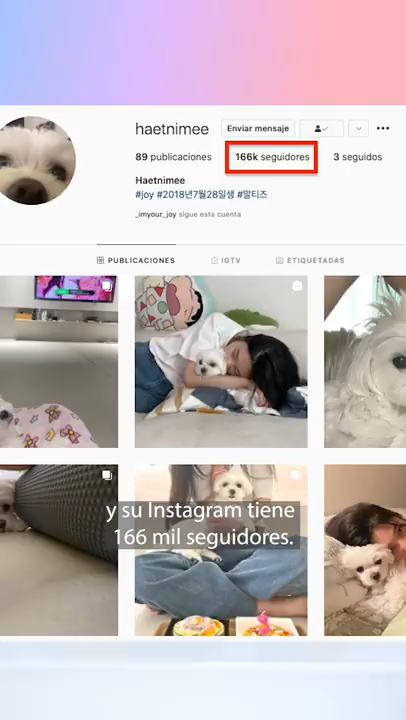 haetnimee
Enviar mensaje
89 publicaciones
166k seguidores
3 seguidos
Haetnimee
#joy #2018년7월28일생 #말티즈
_imyour_joy sigue esta cuenta
PUBLICACIONES
IGTV
ETIQUETADAS
y su Instagram tiene
166 mil seguidores.